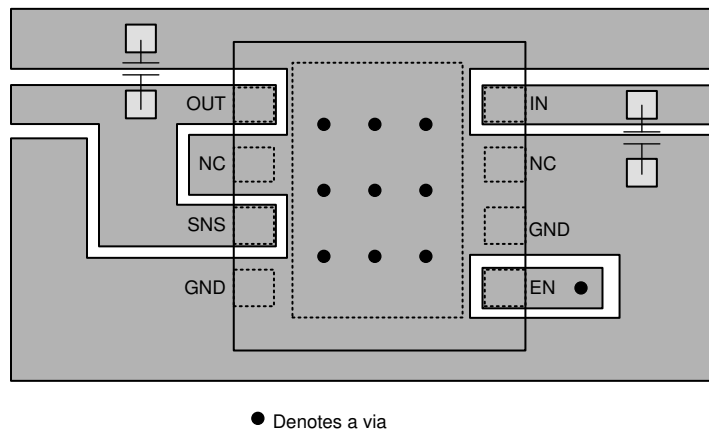 OUT
IN
NC
NC
SNS
GND
GND
EN
Denotes a via